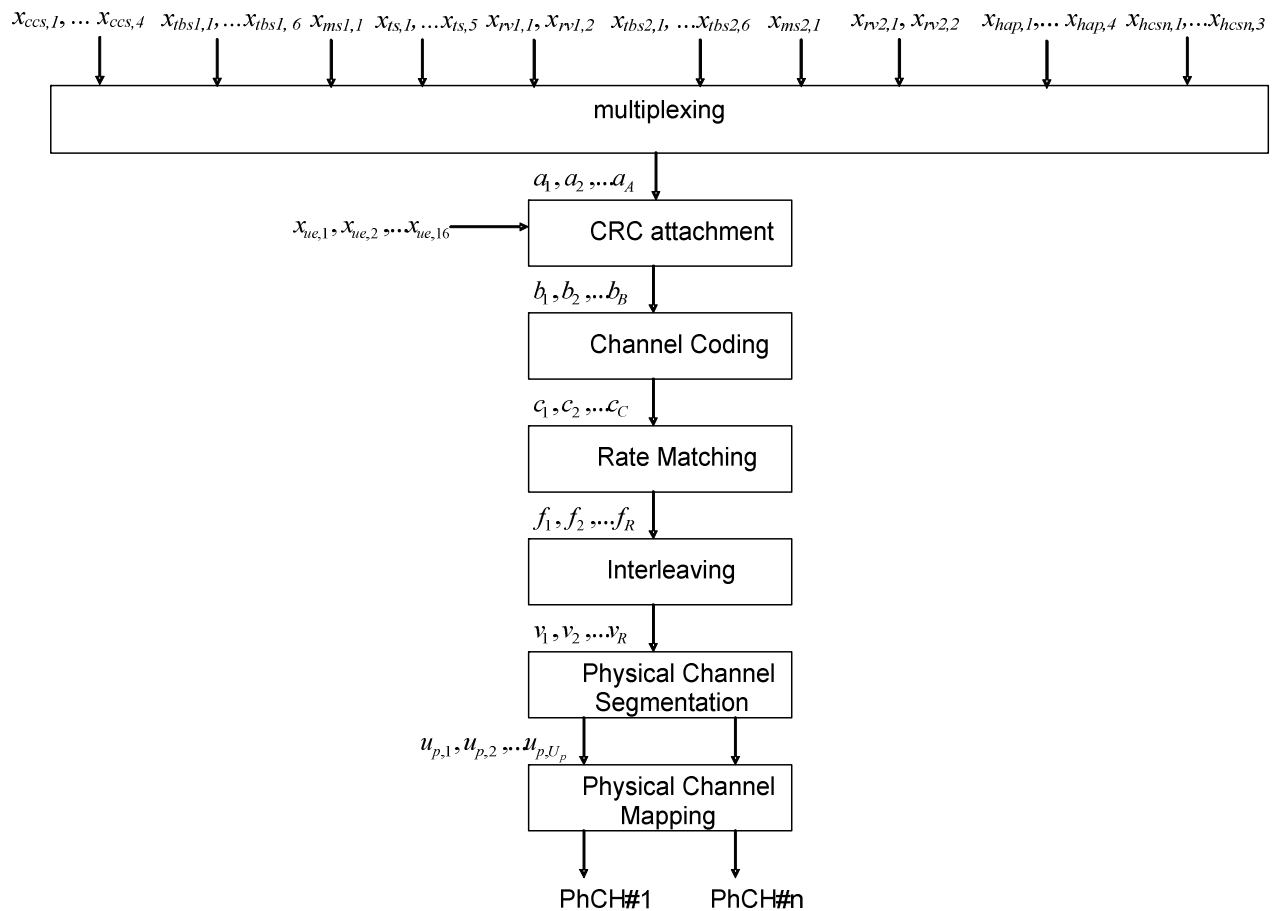 x_{ccs,1}, ... x_{ccs,4} x_{tbs1,1}, ...x_{tbs1, 6} x_{ms1,1} x_{ts,1}, ...x_{ts,5} x_{rv1,1}, x_{rv1,2} x_{tbs2,1}, ...x_{tbs2,6} x_{ms2,1} x_{rv2,1}, x_{rv2,2} x_{hap,1},... x_{hap,4} x_{hcsn,1},...x_{hcsn,3}
multiplexing
a_1, a_2,...a_A
x_{ue,1}, x_{ue,2},...x_{ue,16}
CRC attachment
b_1, b_2,...b_B
Channel Coding
c_1, c_2,...c_C
Rate Matching
f_1, f_2,...f_R
Interleaving
v_1, v_2,...v_R
Physical Channel
Segmentation
u_{p,1}, u_{p,2},...u_{p,U_p}
Physical Channel
Mapping
PhCH#1 PhCH#n